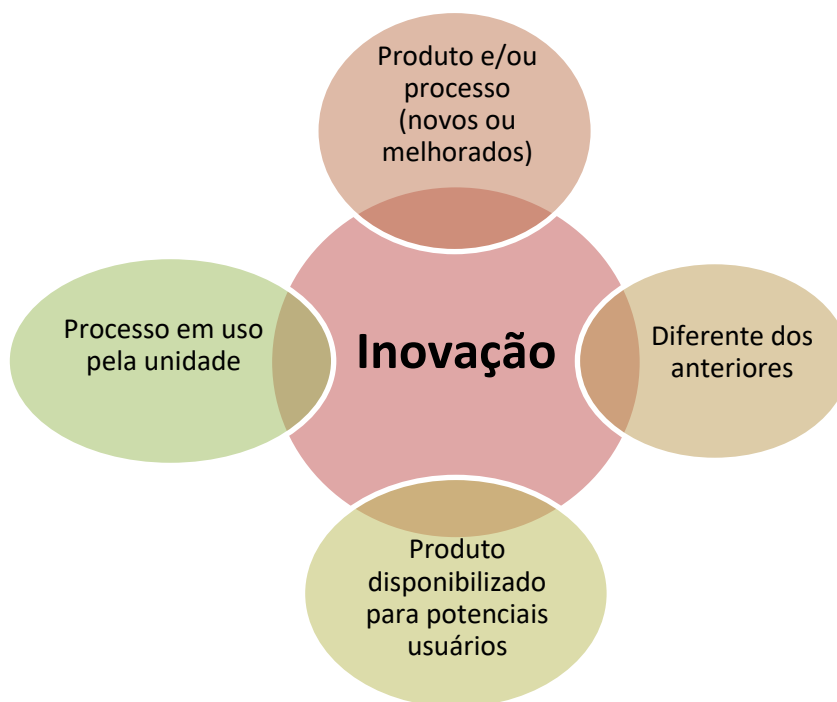 Produto e/ou
processo
(novos ou
melhorados)
Processo em uso
pela unidade
Inovação
Diferente dos
anteriores
Produto
disponibilizado
para potenciais
usuários